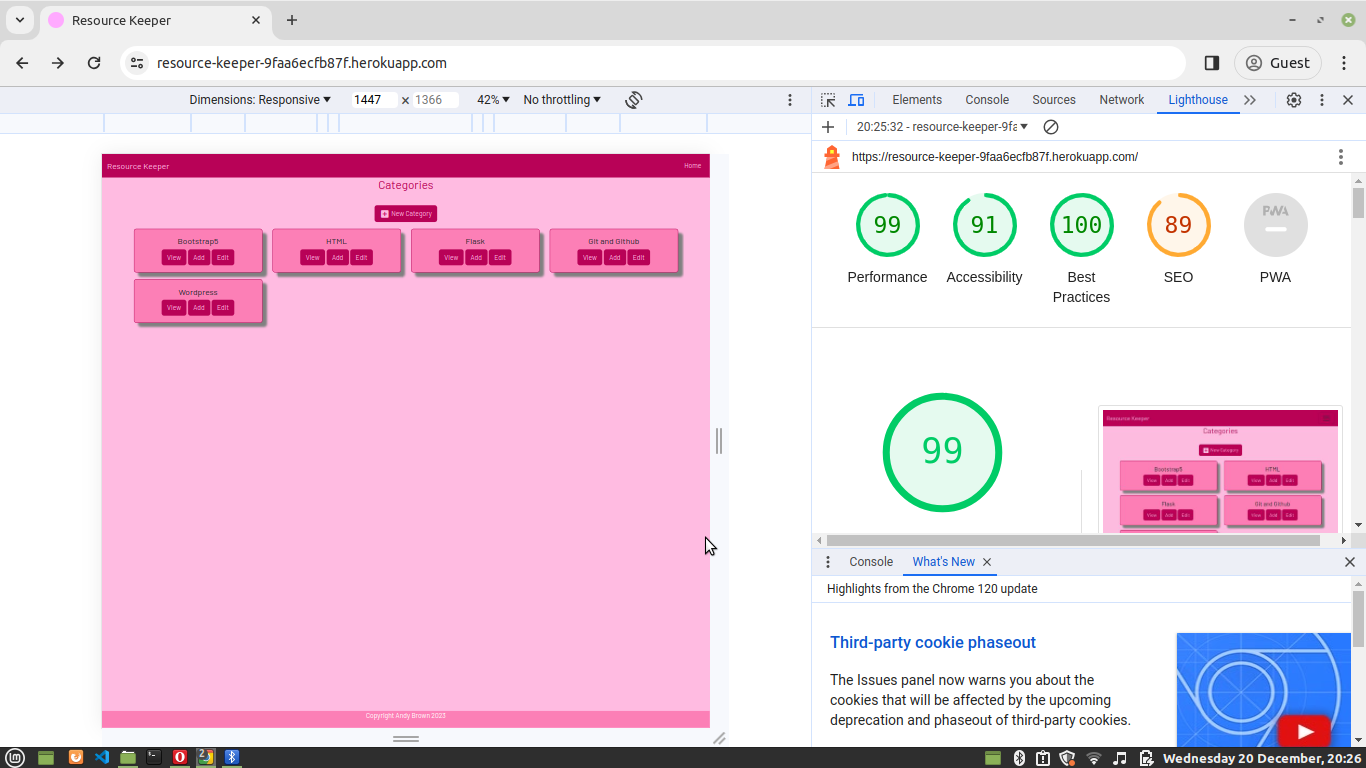 Resource Keeper
resource-keeper-9faa6ecfb87f.herokuapp.com
Guest
Dimensions: Responsive 1447 × 1366 42% No throttling
Elements Console Sources Network Lighthouse
20:25:32 - resource-keeper-9fa
https://resource-keeper-9faa6ecfb87f.herokuapp.com/
Resource Keeper Home
Categories
New Category
Bootstrap5 HTML Flask Git and Github
View Add Edit View Add Edit View Add Edit View Add Edit
Wordpress
View Add Edit
Copyright Andy Brown 2023
99 91 100 89 PWA
Performance Accessibility Best Practices SEO PWA
99
Resource Keeper
Categories
New Category
Bootstrap5 HTML
View Add Edit View Add Edit
Flask Git and Github
View Add Edit View Add Edit
Console What's New
Highlights from the Chrome 120 update
Third-party cookie phaseout
The Issues panel now warns you about the
cookies that will be affected by the upcoming
deprecation and phaseout of third-party cookies.
2
Wednesday 20 December, 20:26